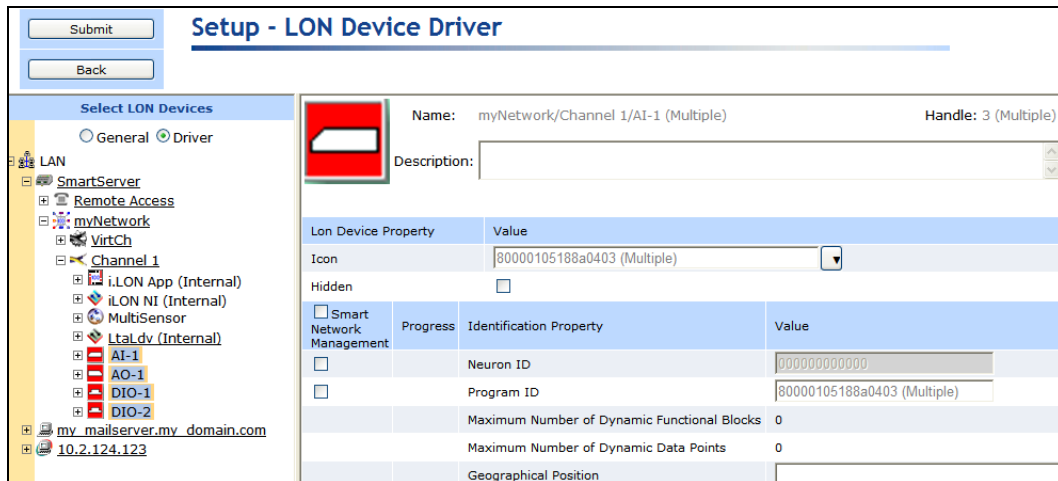 Submit
Back
Setup - LON Device Driver
Select LON Devices
General Driver
LAN
SmartServer
Remote Access
myNetwork
VirtCh
Channel 1
i.LON App (Internal)
iLON NI (Internal)
MultiSensor
LtaLdv (Internal)
AI-1
AO-1
DIO-1
DIO-2
my_mailserver.my_domain.com
10.2.124.123
Name: myNetwork/Channel 1/AI-1 (Multiple) Handle: 3 (Multiple)
Description:
Lon Device Property Value
Icon 80000105188a0403 (Multiple)
Hidden
Smart Network Management Progress Identification Property Value
Neuron ID 000000000000
Program ID 80000105188a0403 (Multiple)
Maximum Number of Dynamic Functional Blocks 0
Maximum Number of Dynamic Data Points 0
Geographical Position